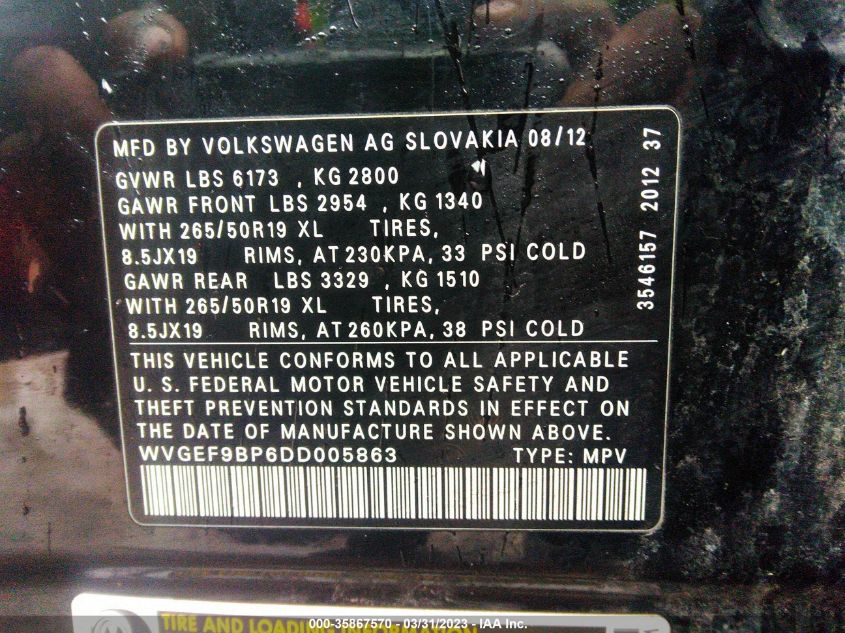 MFD BY VOLKSWAGEN AG SLOVAKIA 08/12
GVWR LBS 6173 , KG 2800
GAWR FRONT LBS 2954 , KG 1340
WITH 265/50R19 XL TIRES,
8.5JX19 RIMS, AT 230KPA, 33 PSI COLD
GAWR REAR LBS 3329 , KG 1510
WITH 265/50R19 XL TIRES,
8.5JX19 RIMS, AT 260KPA, 38 PSI COLD
THIS VEHICLE CONFORMS TO ALL APPLICABLE
U. S. FEDERAL MOTOR VEHICLE SAFETY AND
THEFT PREVENTION STANDARDS IN EFFECT ON
THE DATE OF MANUFACTURE SHOWN ABOVE.
WVGEF9BP6DD005863 TYPE: MPV
3546157 2012 37
TIRE AND LOADING INFORMATION
000-35867570 - 03/31/2023 - IAA Inc.